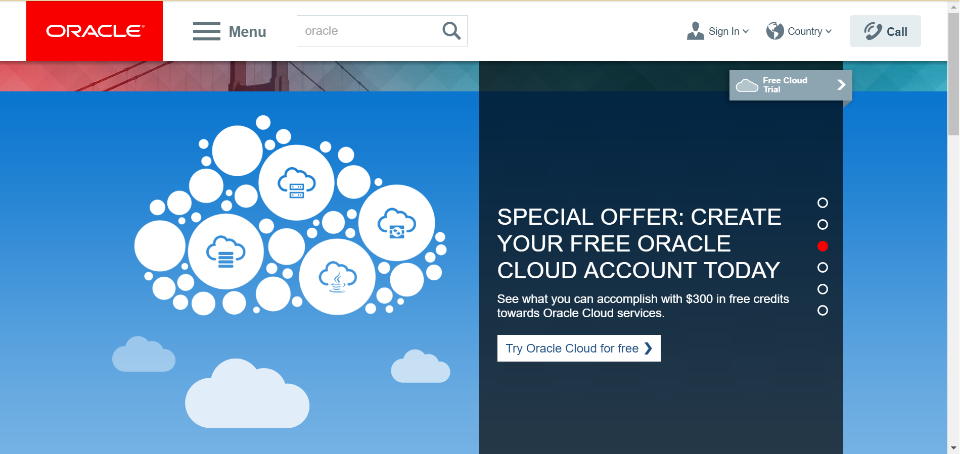 ORACLE
Menu
oracle
Sign In
Country
Call
Free Cloud
Trial
SPECIAL OFFER: CREATE
YOUR FREE ORACLE
CLOUD ACCOUNT TODAY
See what you can accomplish with $300 in free credits
towards Oracle Cloud services.
Try Oracle Cloud for free